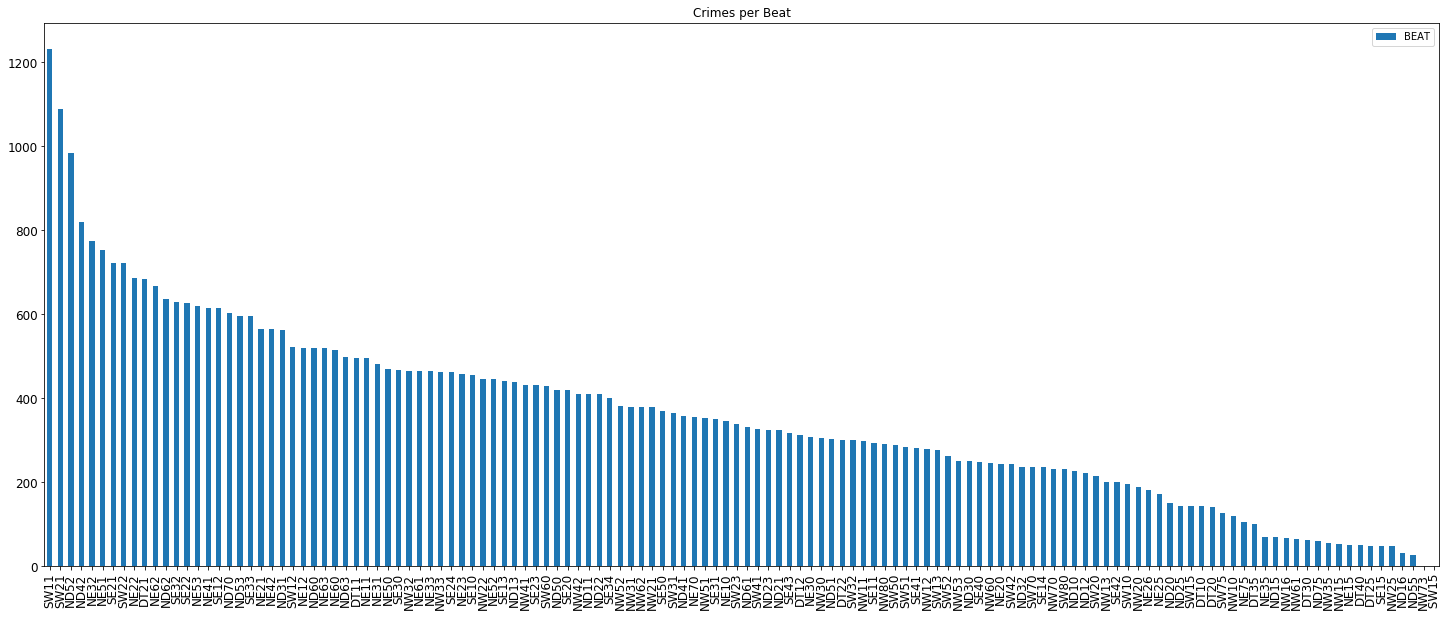 Crimes per Beat
BEAT
1200
1000
800
600
400
200
0
SW11
SW21
ND52
ND42
NE32
NE51
SE21
SW22
NE22
DT21
NE62
ND62
SE32
SE22
NE53
NE41
SE12
ND70
ND53
SE33
NE21
NE42
ND31
SW12
NE12
ND60
NE63
NE60
ND63
DT11
NE11
NE31
NE50
SE30
NW32
NE61
NE33
NW33
SE24
NE23
SE10
NW22
NE52
SE13
ND13
NW41
SE23
SW60
ND50
SE20
NW42
ND11
ND22
SE34
NW52
NW31
NW62
NW21
SE50
SW31
ND41
NE70
NW51
SE31
NE10
SW23
ND61
SW41
ND23
ND21
SE43
DT12
NE30
NW30
ND51
DT22
SW32
NW11
SE11
NW80
SW50
SW51
SE41
NW12
SW13
SW52
NW53
ND30
SE40
NW60
NE20
SW42
ND32
SW70
SE14
NW70
SW80
ND10
ND12
SW20
NW13
SE42
SW10
NW20
NE26
NE25
ND20
ND25
SW15
DT10
DT20
SW75
NW10
NE75
DT35
NE35
ND15
NW16
NW61
DT30
ND75
NW35
NW15
NE15
DT40
DT25
SE15
NW25
ND16
ND55
NW73
SW15